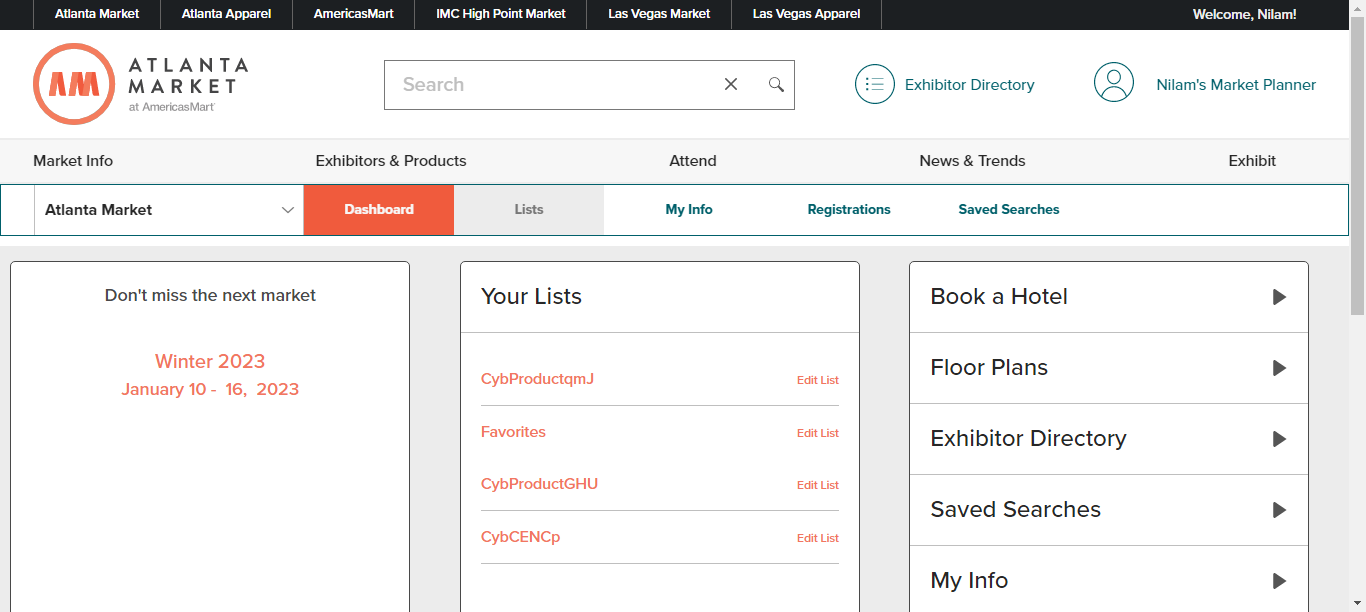 Atlanta Market
Atlanta Apparel
AmericasMart
IMC High Point Market
Las Vegas Market
Las Vegas Apparel
Welcome, Nilam!
AM
ATLANTA
MARKET
at AmericasMart
Search
Exhibitor Directory
Nilam's Market Planner
Market Info
Exhibitors & Products
Attend
News & Trends
Exhibit
Atlanta Market
Dashboard
Lists
My Info
Registrations
Saved Searches
Don't miss the next market
Winter 2023
January 10 - 16, 2023
Your Lists
CybProductqmJ
Edit List
Favorites
Edit List
CybProductGHU
Edit List
CybCENCp
Edit List
Book a Hotel
Floor Plans
Exhibitor Directory
Saved Searches
My Info